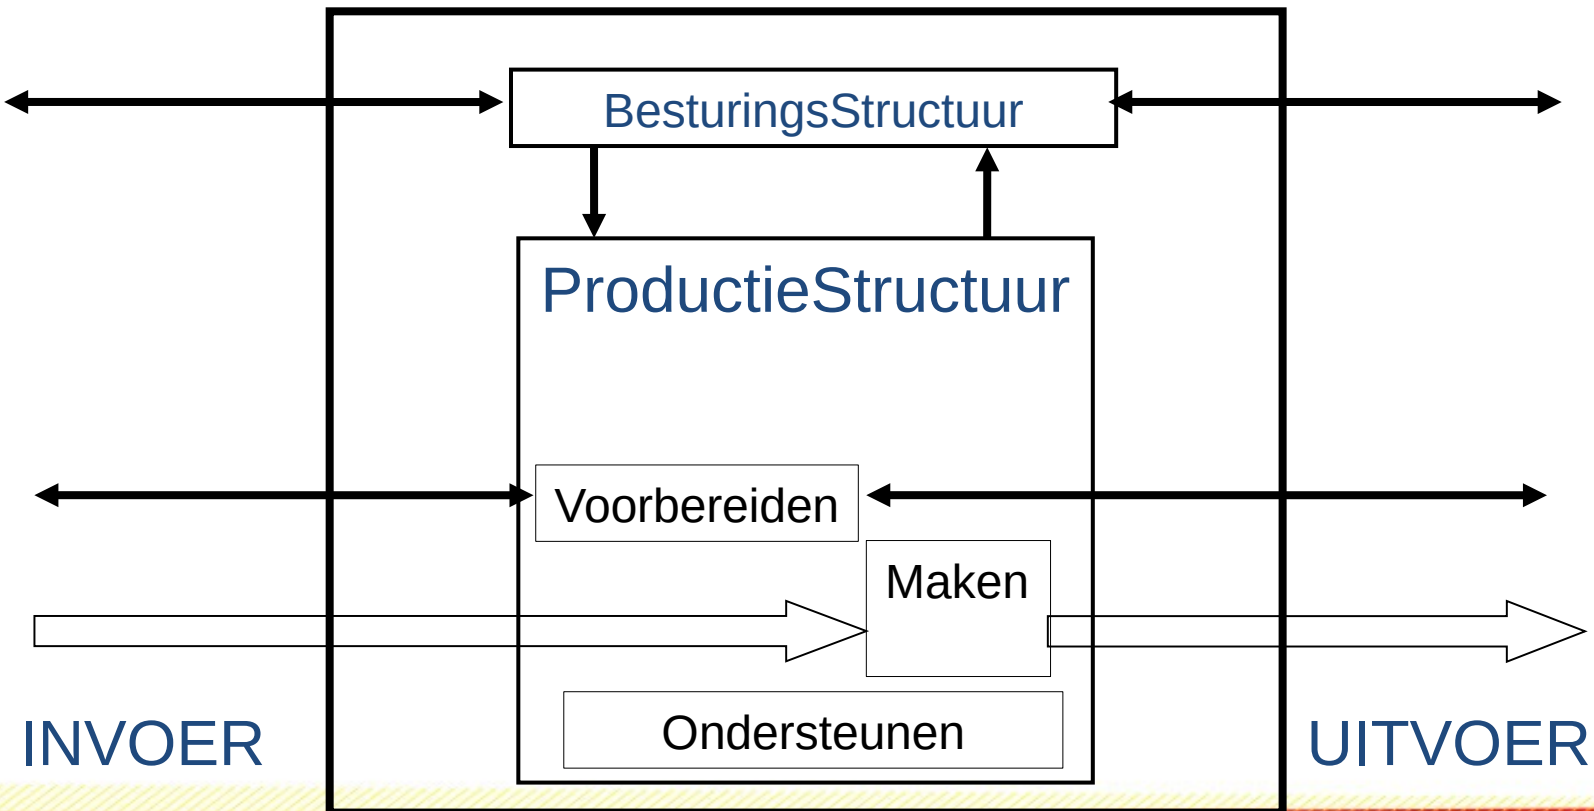 BesturingsStructuur
ProductieStructuur
Voorbereiden
Maken
Ondersteunen
INVOER
UITVOER